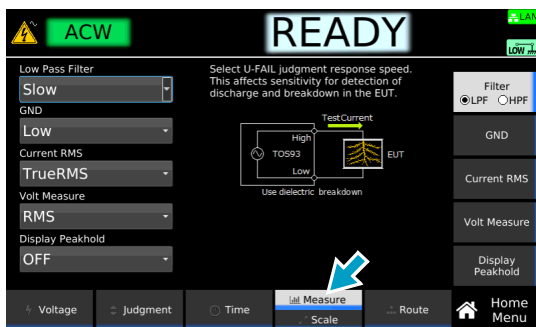 ACW
READY
LAN
LOW
Low Pass Filter
Slow
GND
Low
Current RMS
TrueRMS
Volt Measure
RMS
Display Peakhold
OFF
Select U-FAIL judgment response speed.
This affects sensitivity for detection of
discharge and breakdown in the EUT.
TestCurrent
High
TOS93
EUT
Low
Use dielectric breakdown
Filter
LPF HPF
GND
Current RMS
Volt Measure
Display
Peakhold
Voltage
Judgment
Time
Measure
Scale
Route
Home
Menu